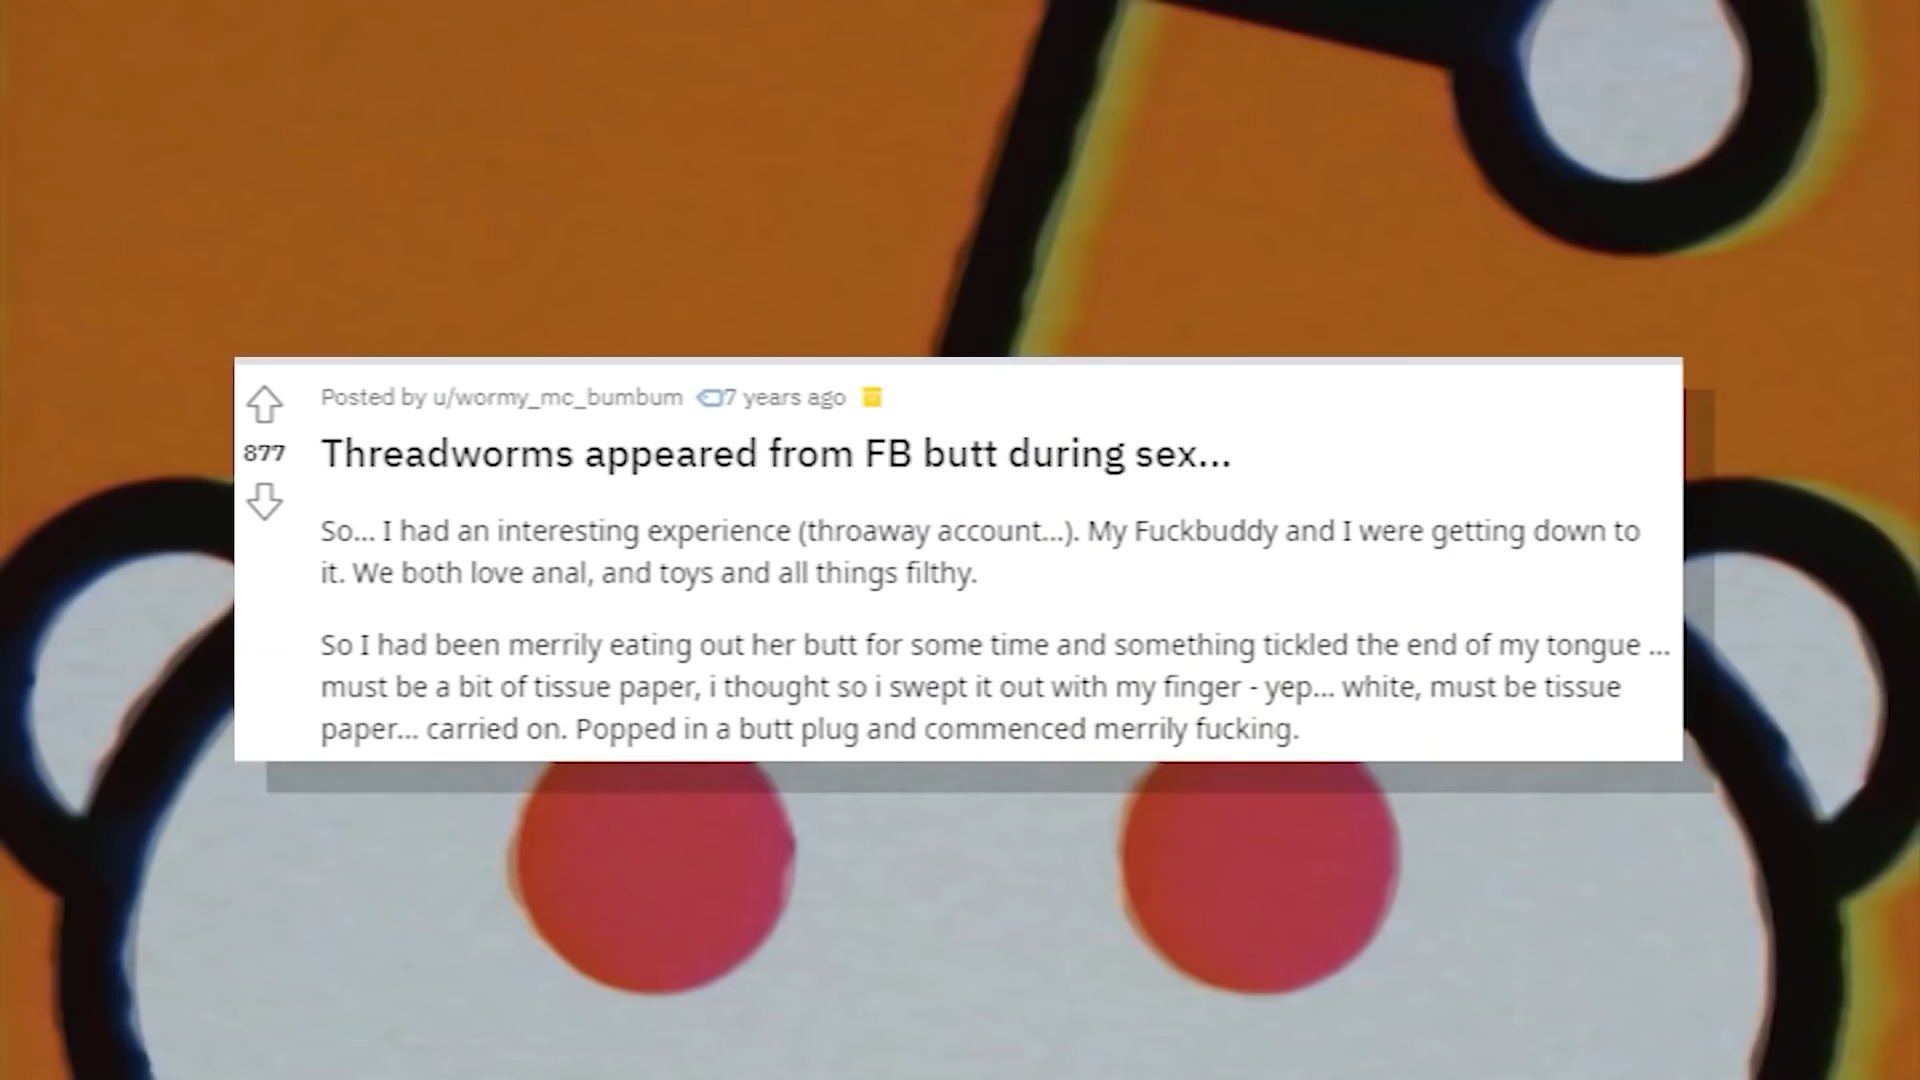 Posted by u/wormy_mc_bumbum 7 years ago
877
Threadworms appeared from FB butt during sex...
So... I had an interesting experience (throaway account...). My Fuckbuddy and I were getting down to
it. We both love anal, and toys and all things filthy.
So I had been merrily eating out her butt for some time and something tickled the end of my tongue ...
must be a bit of tissue paper, i thought so i swept it out with my finger - yep... white, must be tissue
paper... carried on. Popped in a butt plug and commenced merrily fucking.